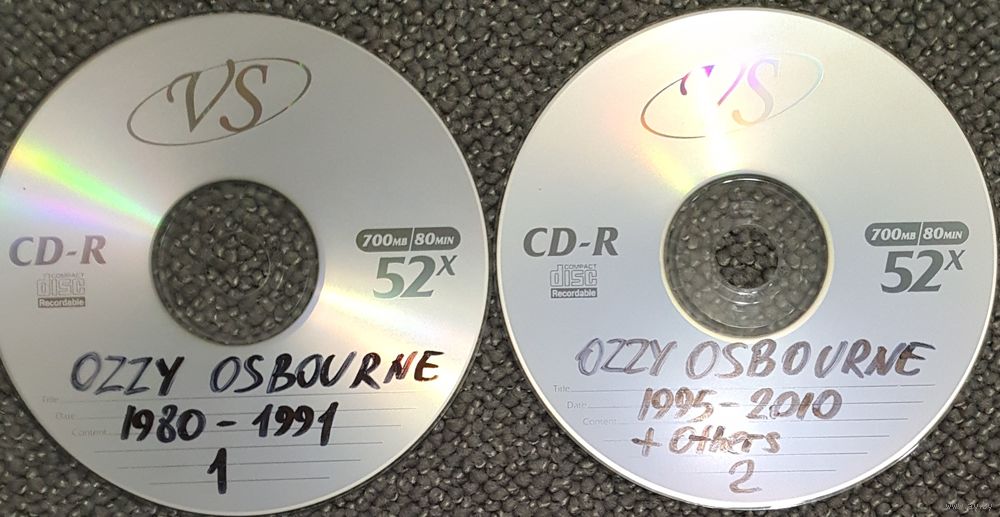 VS
CD-R
700MB 80MIN
52X
COMPACT
disc
Recordable
OZZY OSBOURNE
Title
Date
1980 - 1991
Content
1
VS
CD-R
700MB 80MIN
52X
COMPACT
disc
Recordable
OZZY OSBOURNE
Title
Date
1995 - 2010
Content
+ Others
2